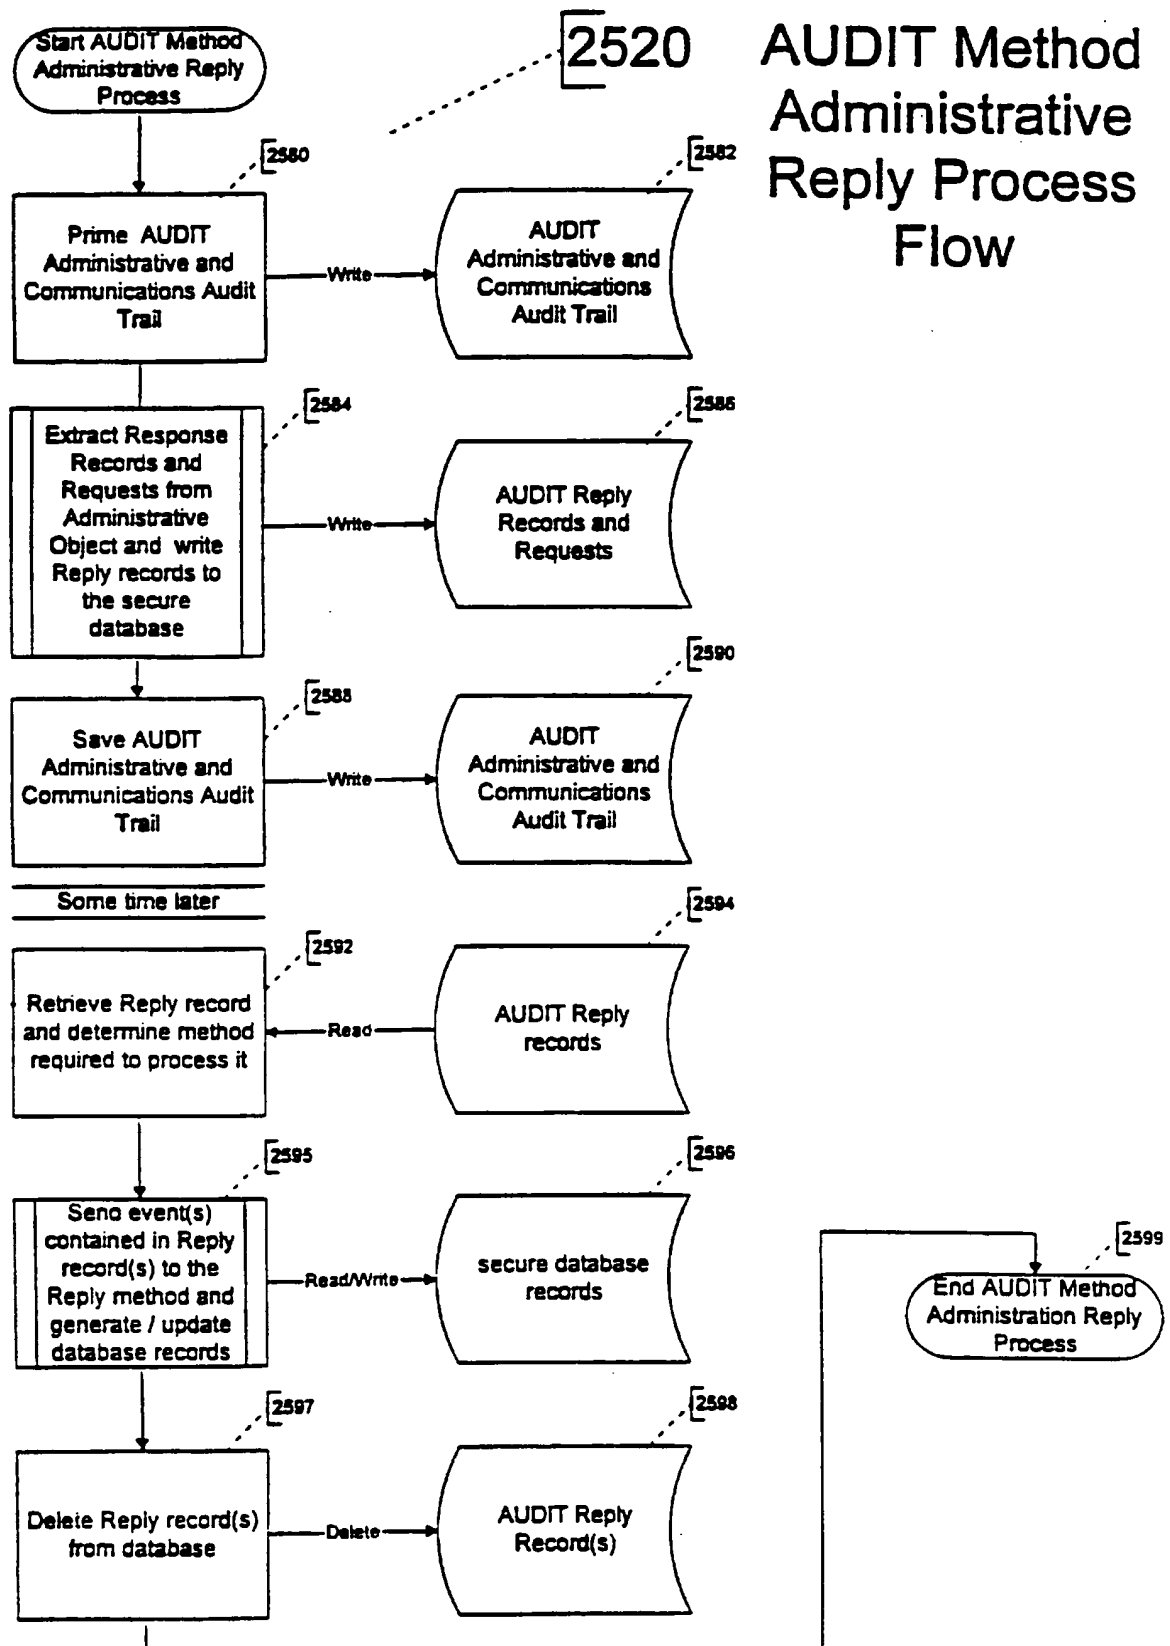 2520
AUDIT Method
Administrative
Reply Process
Flow
Start AUDIT Method
Administrative Reply
Process
2580
Prime AUDIT
Administrative and
Communications Audit
Trail
Write
2582
AUDIT
Administrative and
Communications
Audit Trail
2584
Extract Response
Records and
Requests from
Administrative
Object and write
Reply records to
the secure
database
Write
2586
AUDIT Reply
Records and
Requests
2588
Save AUDIT
Administrative and
Communications Audit
Trail
Write
2590
AUDIT
Administrative and
Communications
Audit Trail
Some time later
2592
Retrieve Reply record
and determine method
required to process it
Read
2594
AUDIT Reply
records
2595
Send event(s)
contained in Reply
record(s) to the
Reply method and
generate / update
database records
Read/Write
2596
secure database
records
2597
Delete Reply record(s)
from database
Delete
2598
AUDIT Reply
Record(s)
2599
End AUDIT Method
Administration Reply
Process